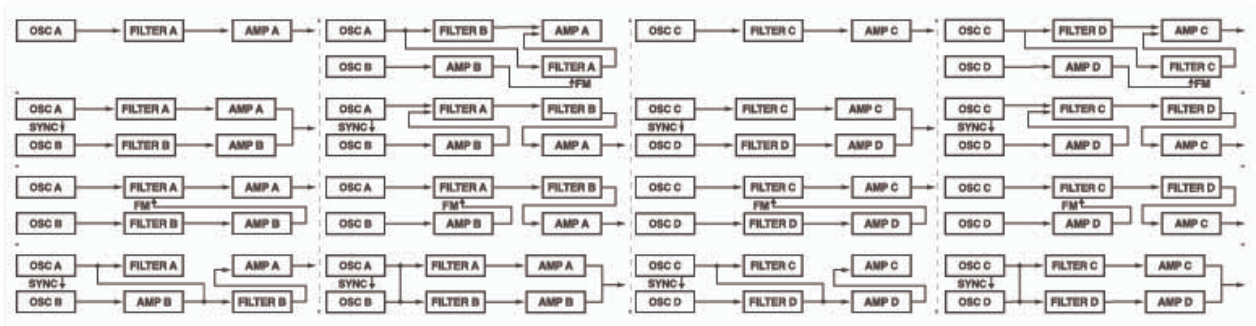 OSC A FILTER A AMP A OSC A FILTER B AMP A OSC C FILTER C AMP C OSC C FILTER D AMP C
OSC B AMP B FILTER A OSC D AMP D FILTER C
FM FM
OSC A FILTER A AMP A OSC A FILTER A FILTER B OSC C FILTER C AMP C OSC C FILTER C FILTER D
SYNC SYNC SYNC SYNC
OSC B FILTER B AMP B OSC B AMP B AMP A OSC D FILTER D AMP D OSC D AMP D AMP C
OSC A FILTER A AMP A OSC A FILTER A FILTER B OSC C FILTER C AMP C OSC C FILTER C FILTER D
FM FM FM FM
OSC B FILTER B AMP B OSC B AMP B AMP A OSC D FILTER D AMP D OSC D AMP D AMP C
OSC A FILTER A AMP A OSC A FILTER A AMP A OSC C FILTER C AMP C OSC C FILTER C AMP C
SYNC SYNC SYNC SYNC
OSC B AMP B FILTER B OSC B FILTER B AMP B OSC D FILTER D AMP D OSC D FILTER D AMP D